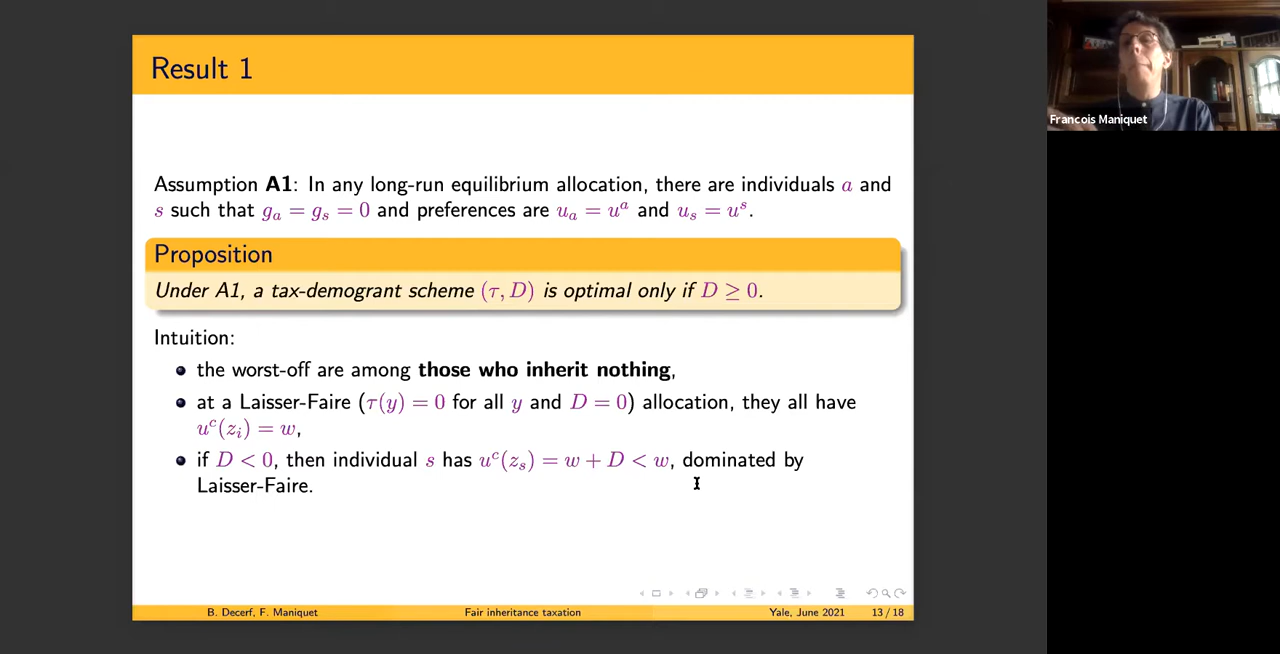 Result 1
Francois Maniquet
Assumption A1: In any long-run equilibrium allocation, there are individuals a and
s such that g_a = g_s = 0 and preferences are u_a = u^a and u_s = u^s.
Proposition
Under A1, a tax-demogrant scheme (τ, D) is optimal only if D ≥ 0.
Intuition:
the worst-off are among those who inherit nothing,
at a Laisser-Faire (τ(y) = 0 for all y and D = 0) allocation, they all have
u^c(z_i) = w,
if D < 0, then individual s has u^c(z_s) = w + D < w, dominated by
Laisser-Faire.
B. Decerf, F. Maniquet Fair inheritance taxation Yale, June 2021 13 / 18